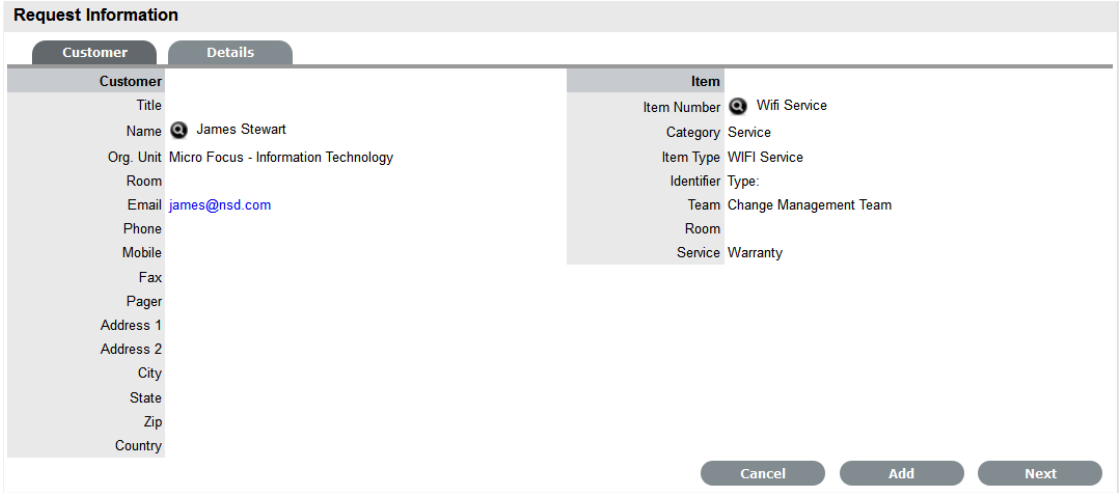 Request Information
Customer Details
Customer
Title
Name James Stewart
Org. Unit Micro Focus - Information Technology
Room
Email james@nsd.com
Phone
Mobile
Fax
Pager
Address 1
Address 2
City
State
Zip
Country
Item
Item Number Wifi Service
Category Service
Item Type WIFI Service
Identifier Type:
Team Change Management Team
Room
Service Warranty
Cancel Add Next